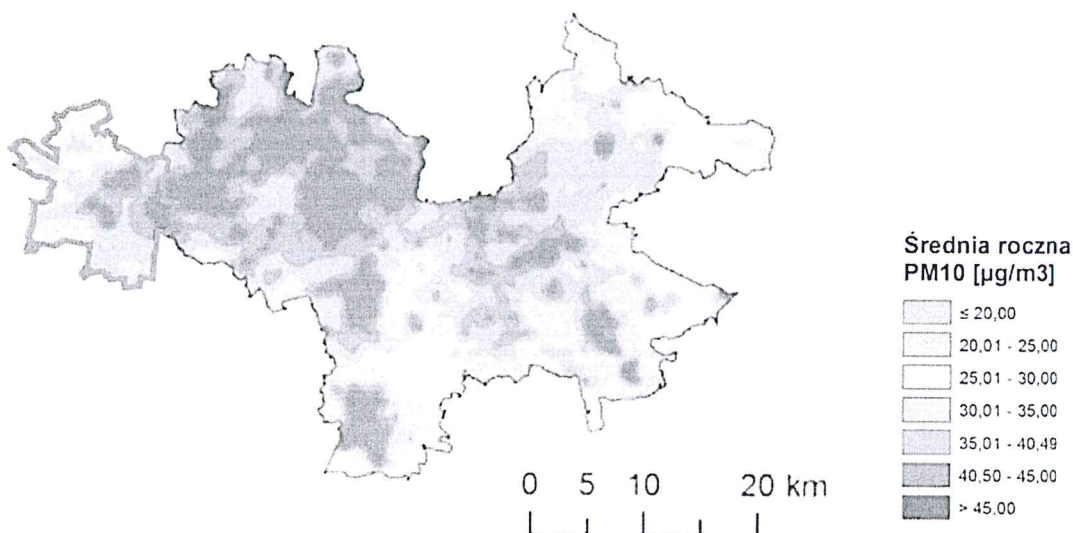 Średnia roczna
PM10 [µg/m3]
≤ 20,00
20,01 - 25,00
25,01 - 30,00
30,01 - 35,00
35,01 - 40,49
40,50 - 45,00
> 45,00
0 5 10 20 km